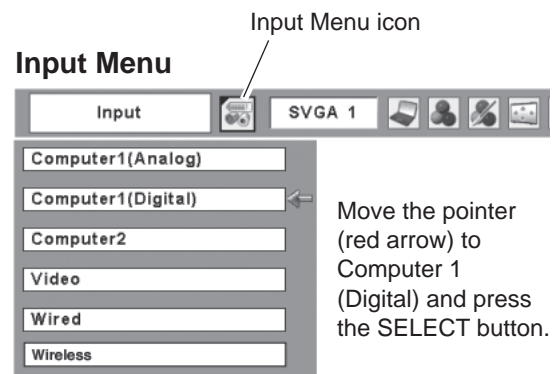 Input Menu icon
Input Menu
Input
SVGA 1
Computer1(Analog)
Computer1(Digital)
Computer2
Video
Wired
Wireless
Move the pointer
(red arrow) to
Computer 1
(Digital) and press
the SELECT button.